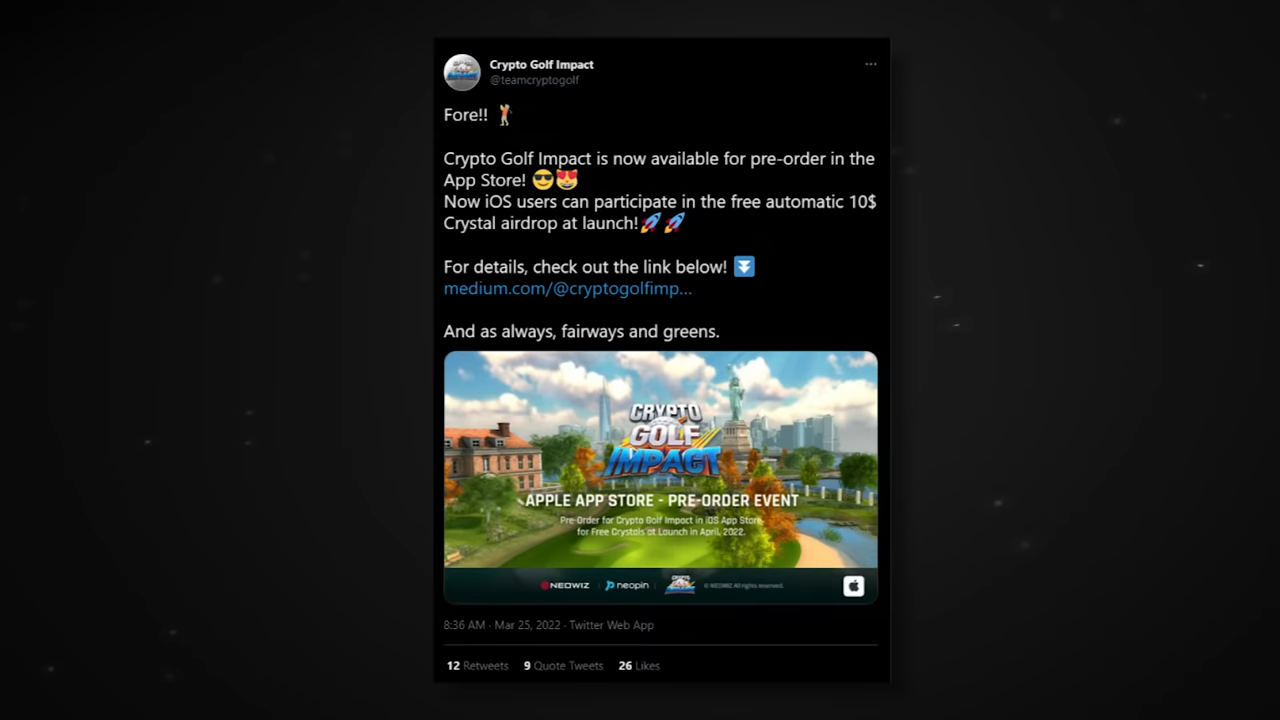 Crypto Golf Impact
@teamcryptogolf
Fore!! 🏌
Crypto Golf Impact is now available for pre-order in the
App Store! 😎😻
Now iOS users can participate in the free automatic 10$
Crystal airdrop at launch!🚀🚀
For details, check out the link below! ⏬
medium.com/@cryptogolfimp...
And as always, fairways and greens.
CRYPTO
GOLF
IMPACT
APPLE APP STORE - PRE-ORDER EVENT
Pre-Order for Crypto Golf Impact in iOS App Store
for Free Crystals at Launch in April, 2022.
NEOWIZ neopin © NEOWIZ All rights reserved.
8:36 AM · Mar 25, 2022 · Twitter Web App
12 Retweets 9 Quote Tweets 26 Likes